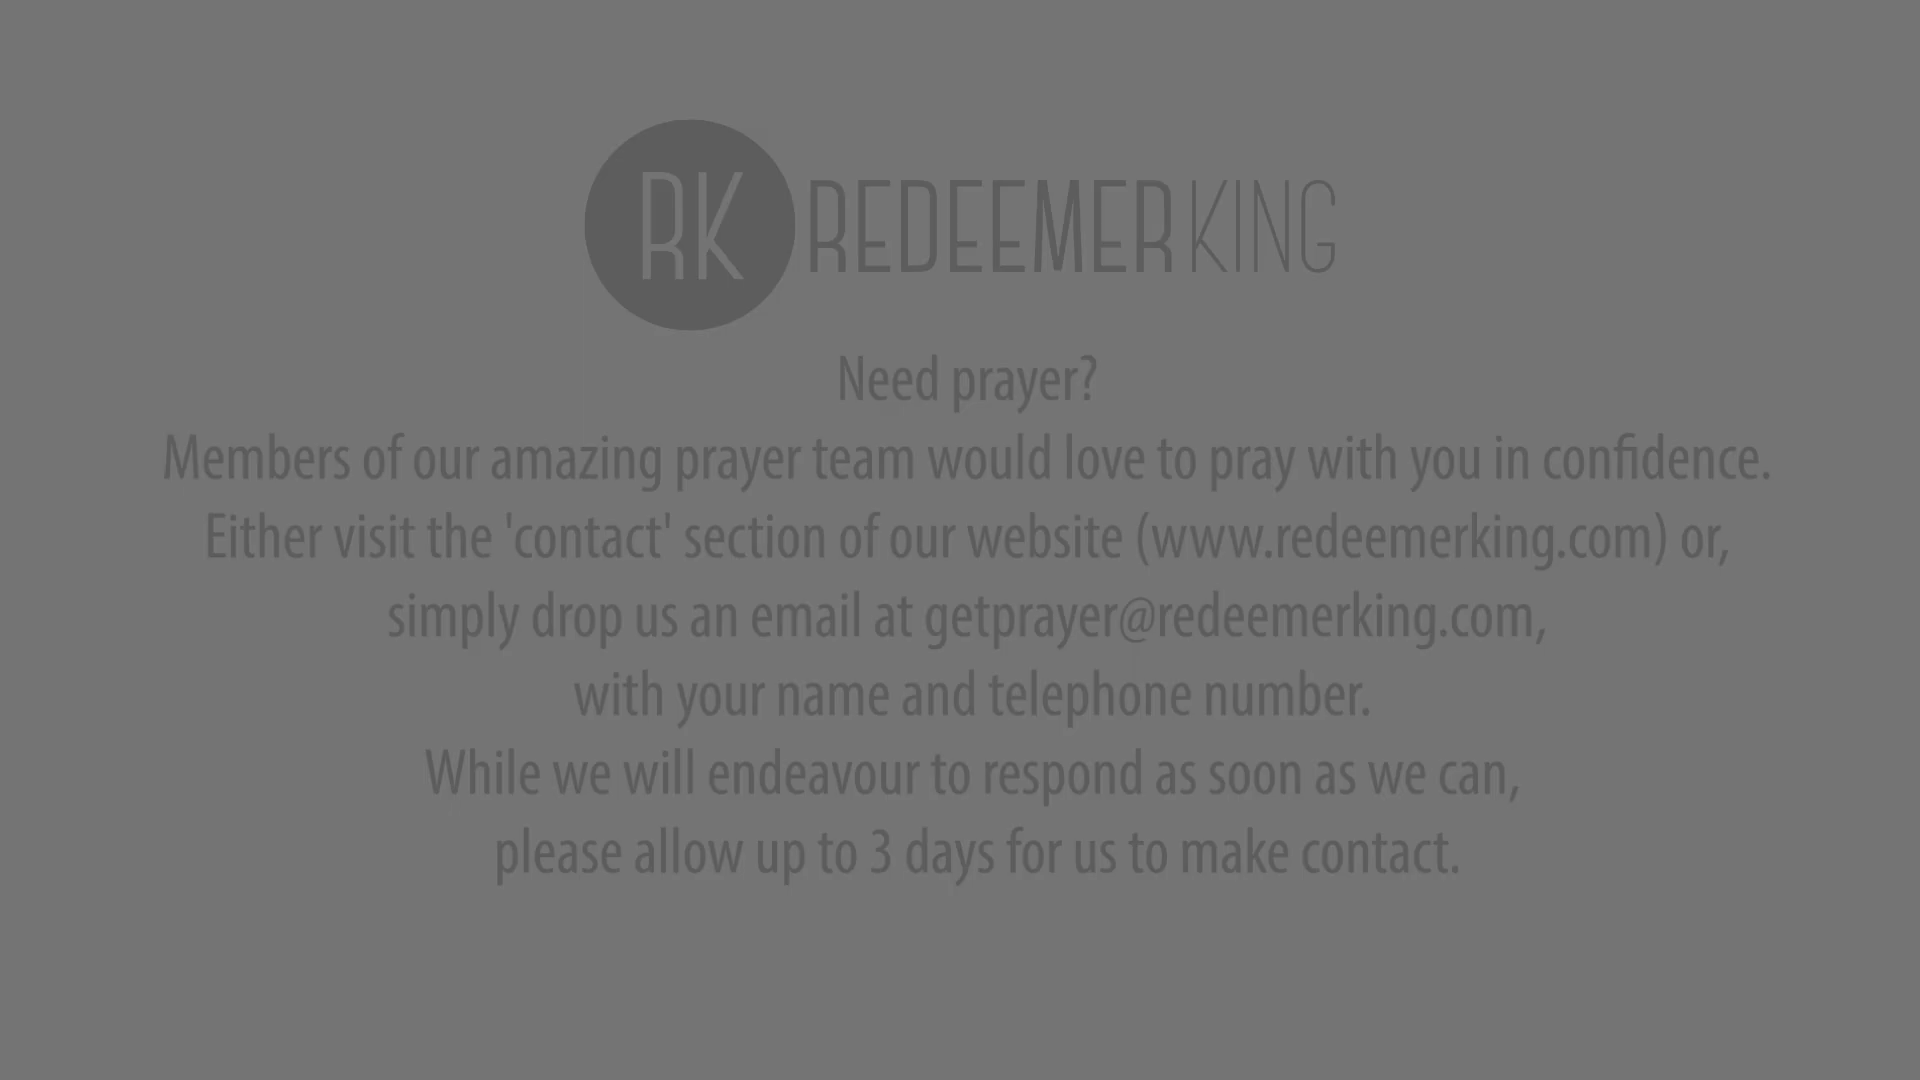 RK REDEEMERKING
Need prayer?
Members of our amazing prayer team would love to pray with you in confidence.
Either visit the 'contact' section of our website (www.redeemerking.com) or,
simply drop us an email at getprayer@redeemerking.com,
with your name and telephone number.
While we will endeavour to respond as soon as we can,
please allow up to 3 days for us to make contact.